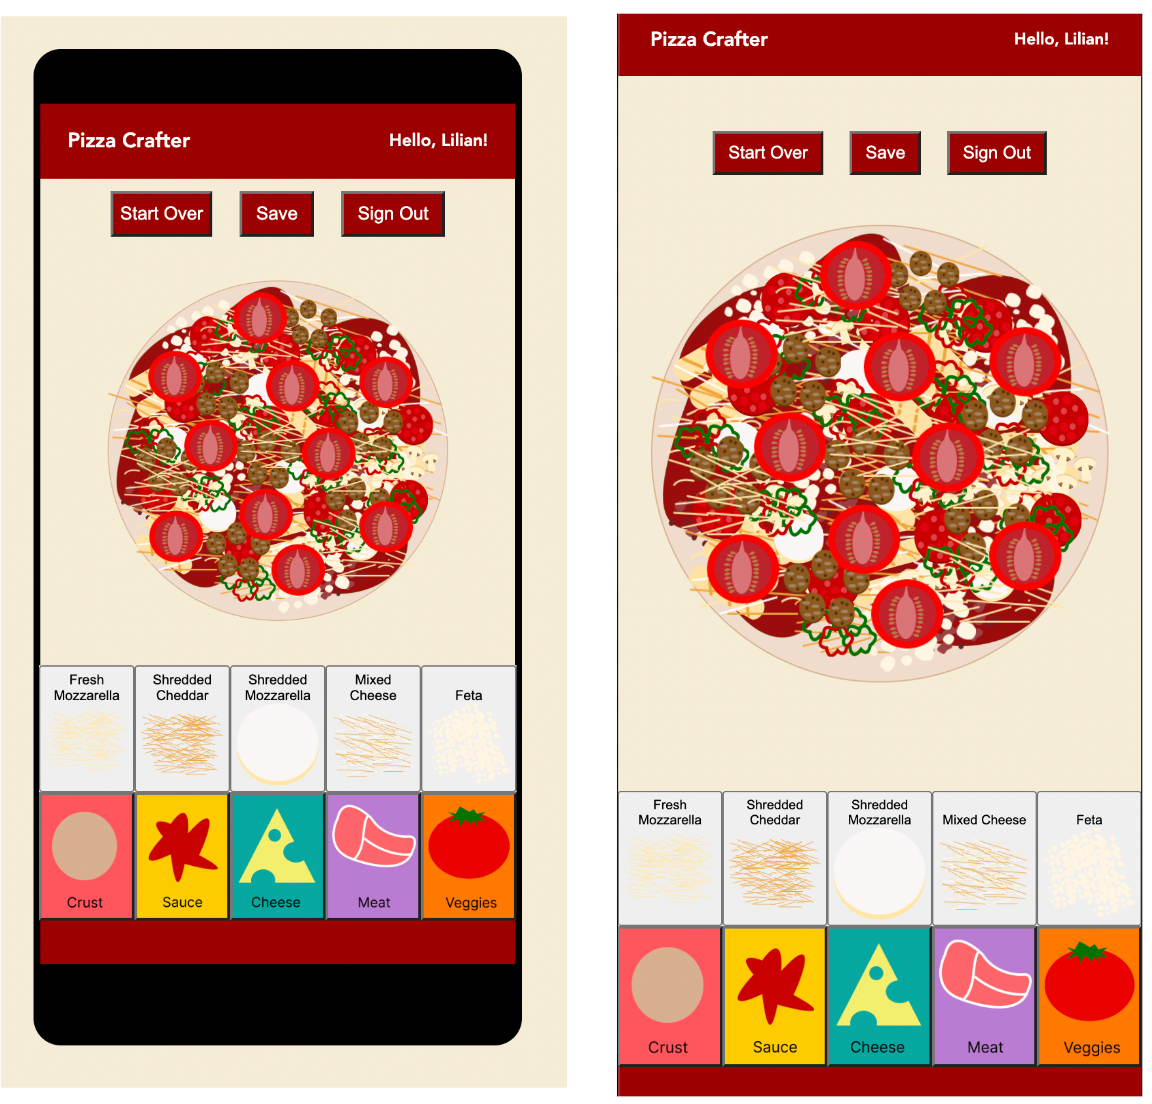 Pizza Crafter
Hello, Lilian!
Start Over
Save
Sign Out
Fresh
Mozzarella
Shredded
Cheddar
Shredded
Mozzarella
Mixed
Cheese
Feta
Crust
Sauce
Cheese
Meat
Veggies
Pizza Crafter
Hello, Lilian!
Start Over
Save
Sign Out
Fresh
Mozzarella
Shredded
Cheddar
Shredded
Mozzarella
Mixed Cheese
Feta
Crust
Sauce
Cheese
Meat
Veggies